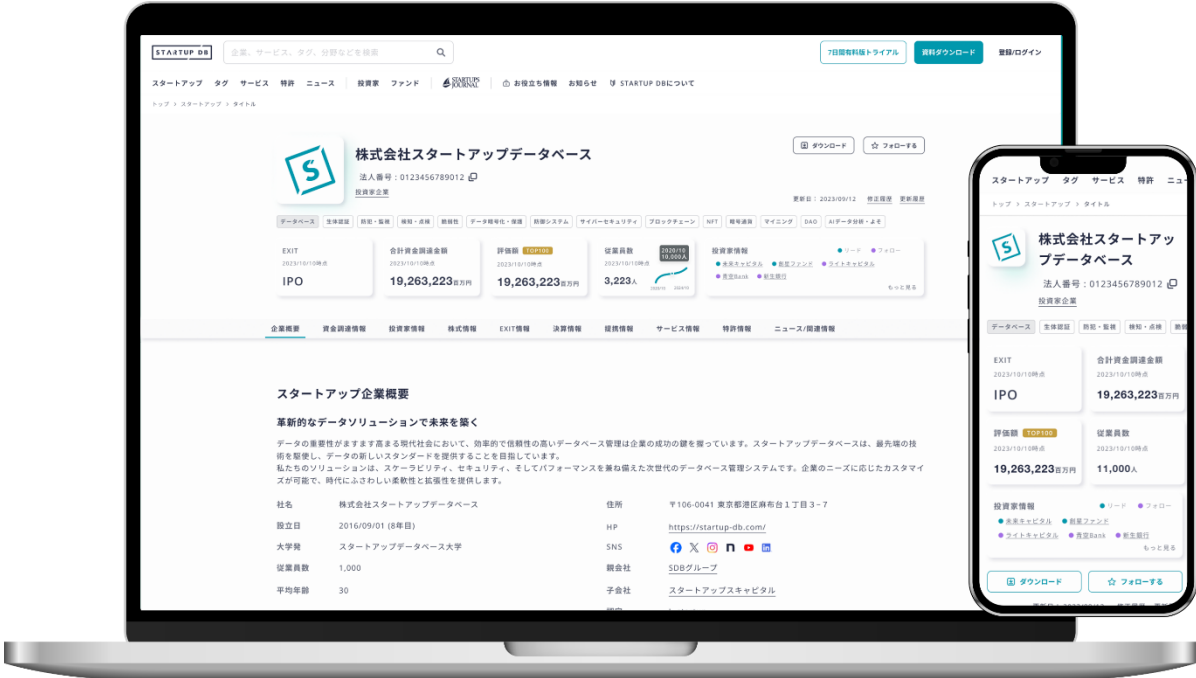 STARTUP DB
企業、サービス、タグ、分野などを検索
7日間有料版トライアル
資料ダウンロード
登録/ログイン
スタートアップ タグ サービス 特許 ニュース 投資家 ファンド STARTUPS JOURNAL お役立ち情報 お知らせ STARTUP DBについて
トップ > スタートアップ > タイトル
株式会社スタートアップデータベース
法人番号:0123456789012
投資家企業
ダウンロード
フォローする
更新日: 2023/09/12 修正履歴 更新履歴
データベース 生体認証 防犯・監視 検知・点検 脆弱性 データ暗号化・保護 防御システム サイバーセキュリティ ブロックチェーン NFT 暗号通貨 マイニング DAO AIデータ分析・よそ
EXIT
2023/10/10時点
IPO
合計資金調達金額
2023/10/10時点
19,263,223百万円
評価額 TOP100
2023/10/10時点
19,263,223百万円
従業員数
2023/10/10時点
3,223人
2020/10
10,000人
2020/10 2020/10
投資家情報
リード フォロー
未来キャピタル 創星ファンド ライトキャピタル
青空Bank 新生銀行
もっと見る
企業概要 資金調達情報 投資家情報 株式情報 EXIT情報 決算情報 提携情報 サービス情報 特許情報 ニュース/関連情報
スタートアップ企業概要
革新的なデータソリューションで未来を築く
データの重要性がますます高まる現代社会において、効率的で信頼性の高いデータベース管理は企業の成功の鍵を握っています。スタートアップデータベースは、最先端の技
術を駆使し、データの新しいスタンダードを提供することを目指しています。
私たちのソリューションは、スケーラビリティ、セキュリティ、そしてパフォーマンスを兼ね備えた次世代のデータベース管理システムです。企業のニーズに応じたカスタマイ
ズが可能で、時代にふさわしい柔軟性と拡張性を提供します。
社名 株式会社スタートアップデータベース
設立日 2016/09/01 (8年目)
大学発 スタートアップデータベース大学
従業員数 1,000
平均年齢 30
住所 〒106-0041 東京都港区麻布台1丁目3−7
HP https://startup-db.com/
SNS
親会社 SDBグループ
子会社 スタートアップスキャピタル
スタートアップ タグ サービス 特許 ニュー
トップ > スタートアップ > タイトル
株式会社スタートアッ
プデータベース
法人番号:0123456789012
投資家企業
データベース 生体認証 防犯・監視 検知・点検 脆弱
EXIT
2023/10/10時点
IPO
合計資金調達金額
2023/10/10時点
19,263,223百万円
評価額 TOP100
2023/10/10時点
19,263,223百万円
従業員数
2023/10/10時点
11,000人
投資家情報
リード フォロー
未来キャピタル 創星ファンド
ライトキャピタル 青空Bank 新生銀行
もっと見る
ダウンロード
フォローする